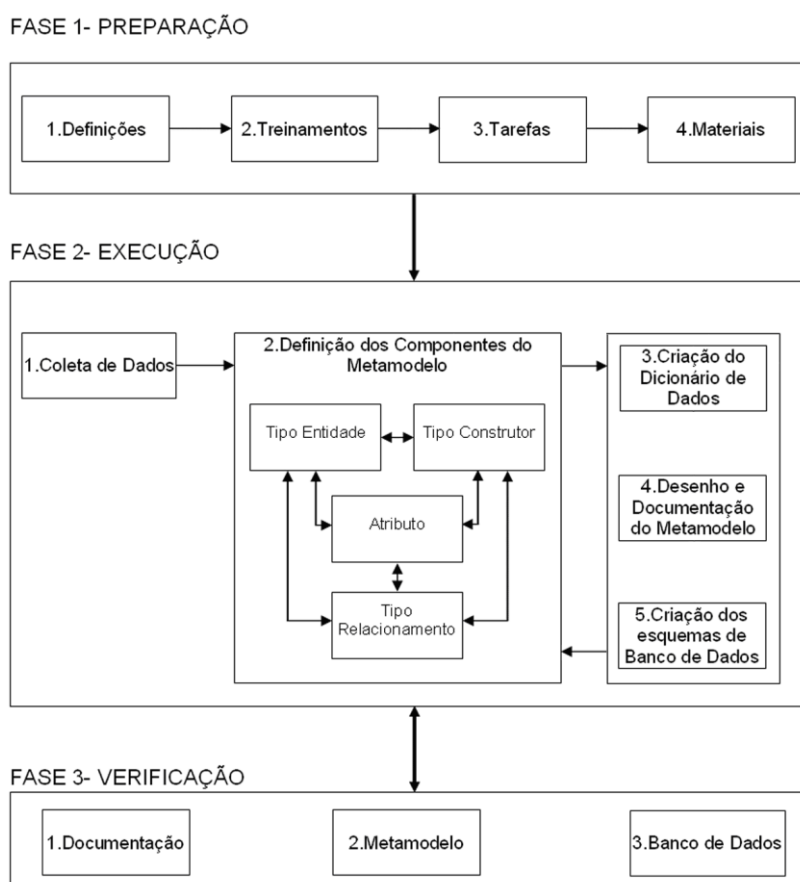 FASE 1- PREPARAÇÃO
1.Definições
2.Treinamentos
3.Tarefas
4.Materiais
FASE 2- EXECUÇÃO
1.Coleta de Dados
2.Definição dos Componentes do
Metamodelo
Tipo Entidade
Tipo Construtor
Atributo
Tipo
Relacionamento
3.Criação do
Dicionário de
Dados
4.Desenho e
Documentação
do Metamodelo
5.Criação dos
esquemas de
Banco de Dados
FASE 3- VERIFICAÇÃO
1.Documentação
2.Metamodelo
3.Banco de Dados